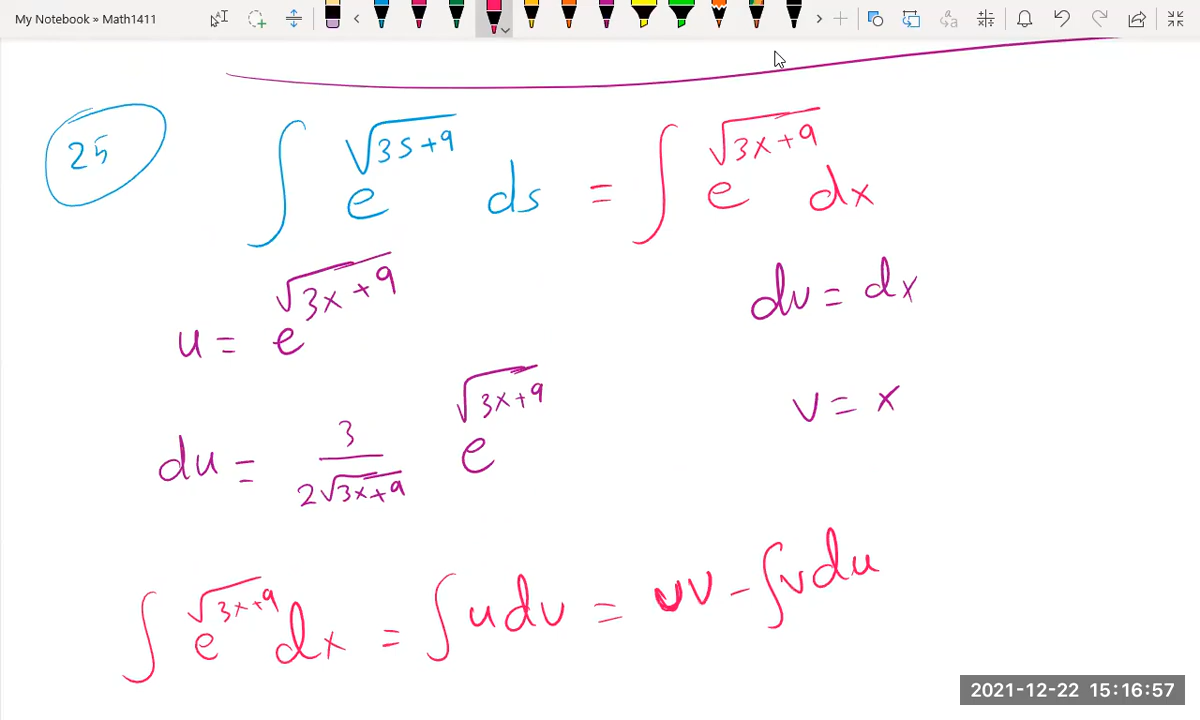 My Notebook » Math1411
25
∫ e^√(3s+9) ds = ∫ e^√(3x+9) dx
u = e^√(3x+9)
dv = dx
du = 3/(2√(3x+9)) e^√(3x+9)
v = x
∫ e^√(3x+9) dx = ∫ u dv = uv - ∫ v du
2021-12-22 15:16:57